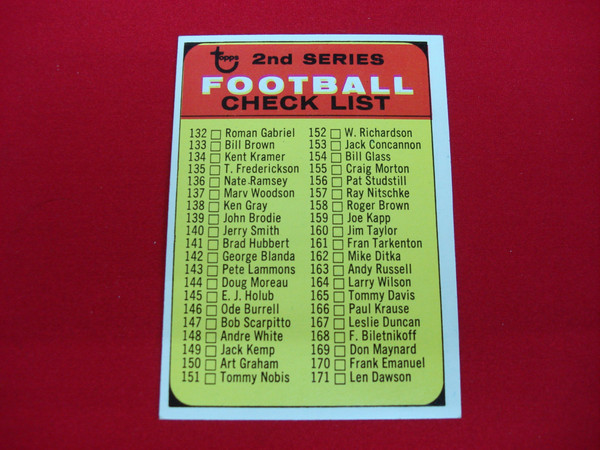 topps 2nd SERIES
FOOTBALL
CHECK LIST
132 Roman Gabriel
133 Bill Brown
134 Kent Kramer
135 T. Frederickson
136 Nate Ramsey
137 Marv Woodson
138 Ken Gray
139 John Brodie
140 Jerry Smith
141 Brad Hubbert
142 George Blanda
143 Pete Lammons
144 Doug Moreau
145 E. J. Holub
146 Ode Burrell
147 Bob Scarpitto
148 Andre White
149 Jack Kemp
150 Art Graham
151 Tommy Nobis
152 W. Richardson
153 Jack Concannon
154 Bill Glass
155 Craig Morton
156 Pat Studstill
157 Ray Nitschke
158 Roger Brown
159 Joe Kapp
160 Jim Taylor
161 Fran Tarkenton
162 Mike Ditka
163 Andy Russell
164 Larry Wilson
165 Tommy Davis
166 Paul Krause
167 Leslie Duncan
168 F. Biletnikoff
169 Don Maynard
170 Frank Emanuel
171 Len Dawson